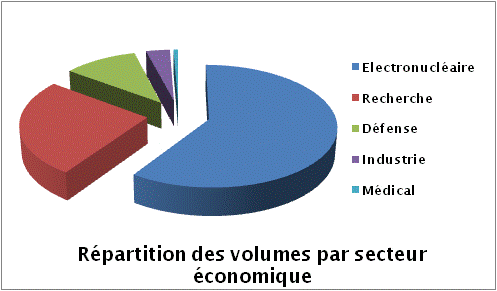 Electronucléaire
Recherche
Défense
Industrie
Médical
Répartition des volumes par secteur
économique